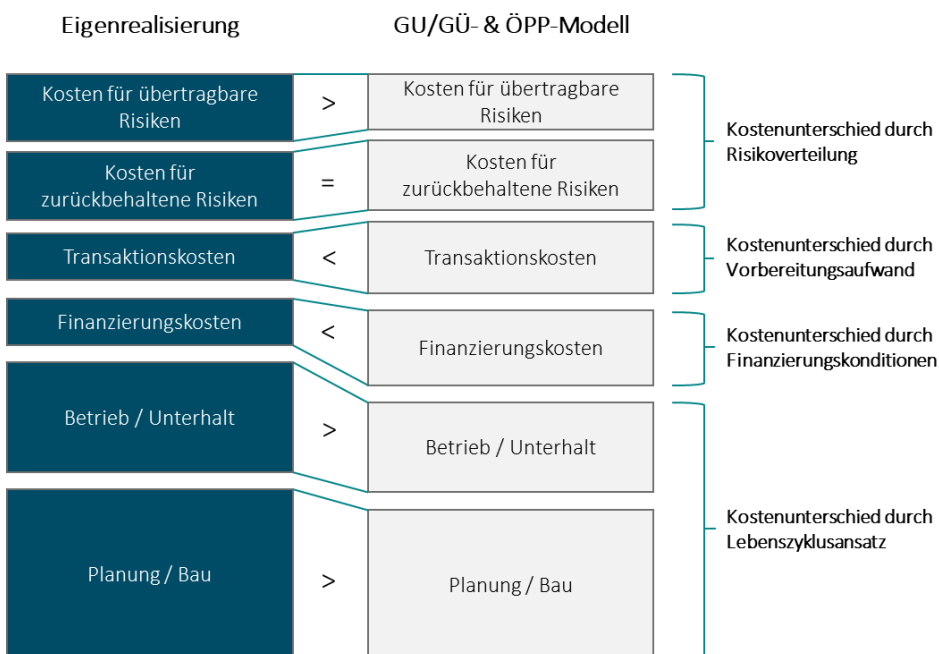 Eigenrealisierung
GU/GÜ- & ÖPP-Modell
Kosten für übertragbare
Risiken
>
Kosten für übertragbare
Risiken
Kostenunterschied durch
Risikoverteilung
Kosten für
zurückbehaltene Risiken
=
Kosten für
zurückbehaltene Risiken
Transaktionskosten
<
Transaktionskosten
Kostenunterschied durch
Vorbereitungsaufwand
Finanzierungskosten
<
Finanzierungskosten
Kostenunterschied durch
Finanzierungskonditionen
Betrieb / Unterhalt
>
Betrieb / Unterhalt
Kostenunterschied durch
Lebenszyklusansatz
Planung / Bau
>
Planung / Bau